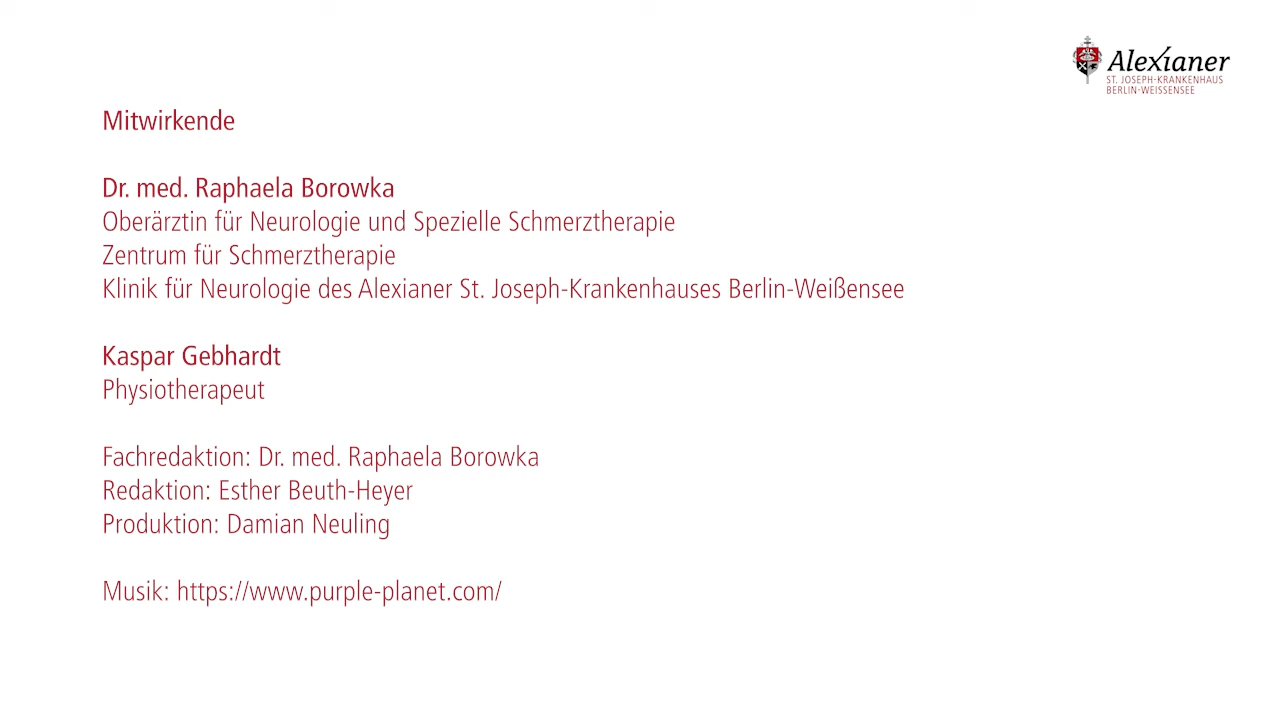 Alexianer
ST. JOSEPH-KRANKENHAUS
BERLIN-WEISSENSEE
Mitwirkende
Dr. med. Raphaela Borowka
Oberärztin für Neurologie und Spezielle Schmerztherapie
Zentrum für Schmerztherapie
Klinik für Neurologie des Alexianer St. Joseph-Krankenhauses Berlin-Weißensee
Kaspar Gebhardt
Physiotherapeut
Fachredaktion: Dr. med. Raphaela Borowka
Redaktion: Esther Beuth-Heyer
Produktion: Damian Neuling
Musik: https://www.purple-planet.com/